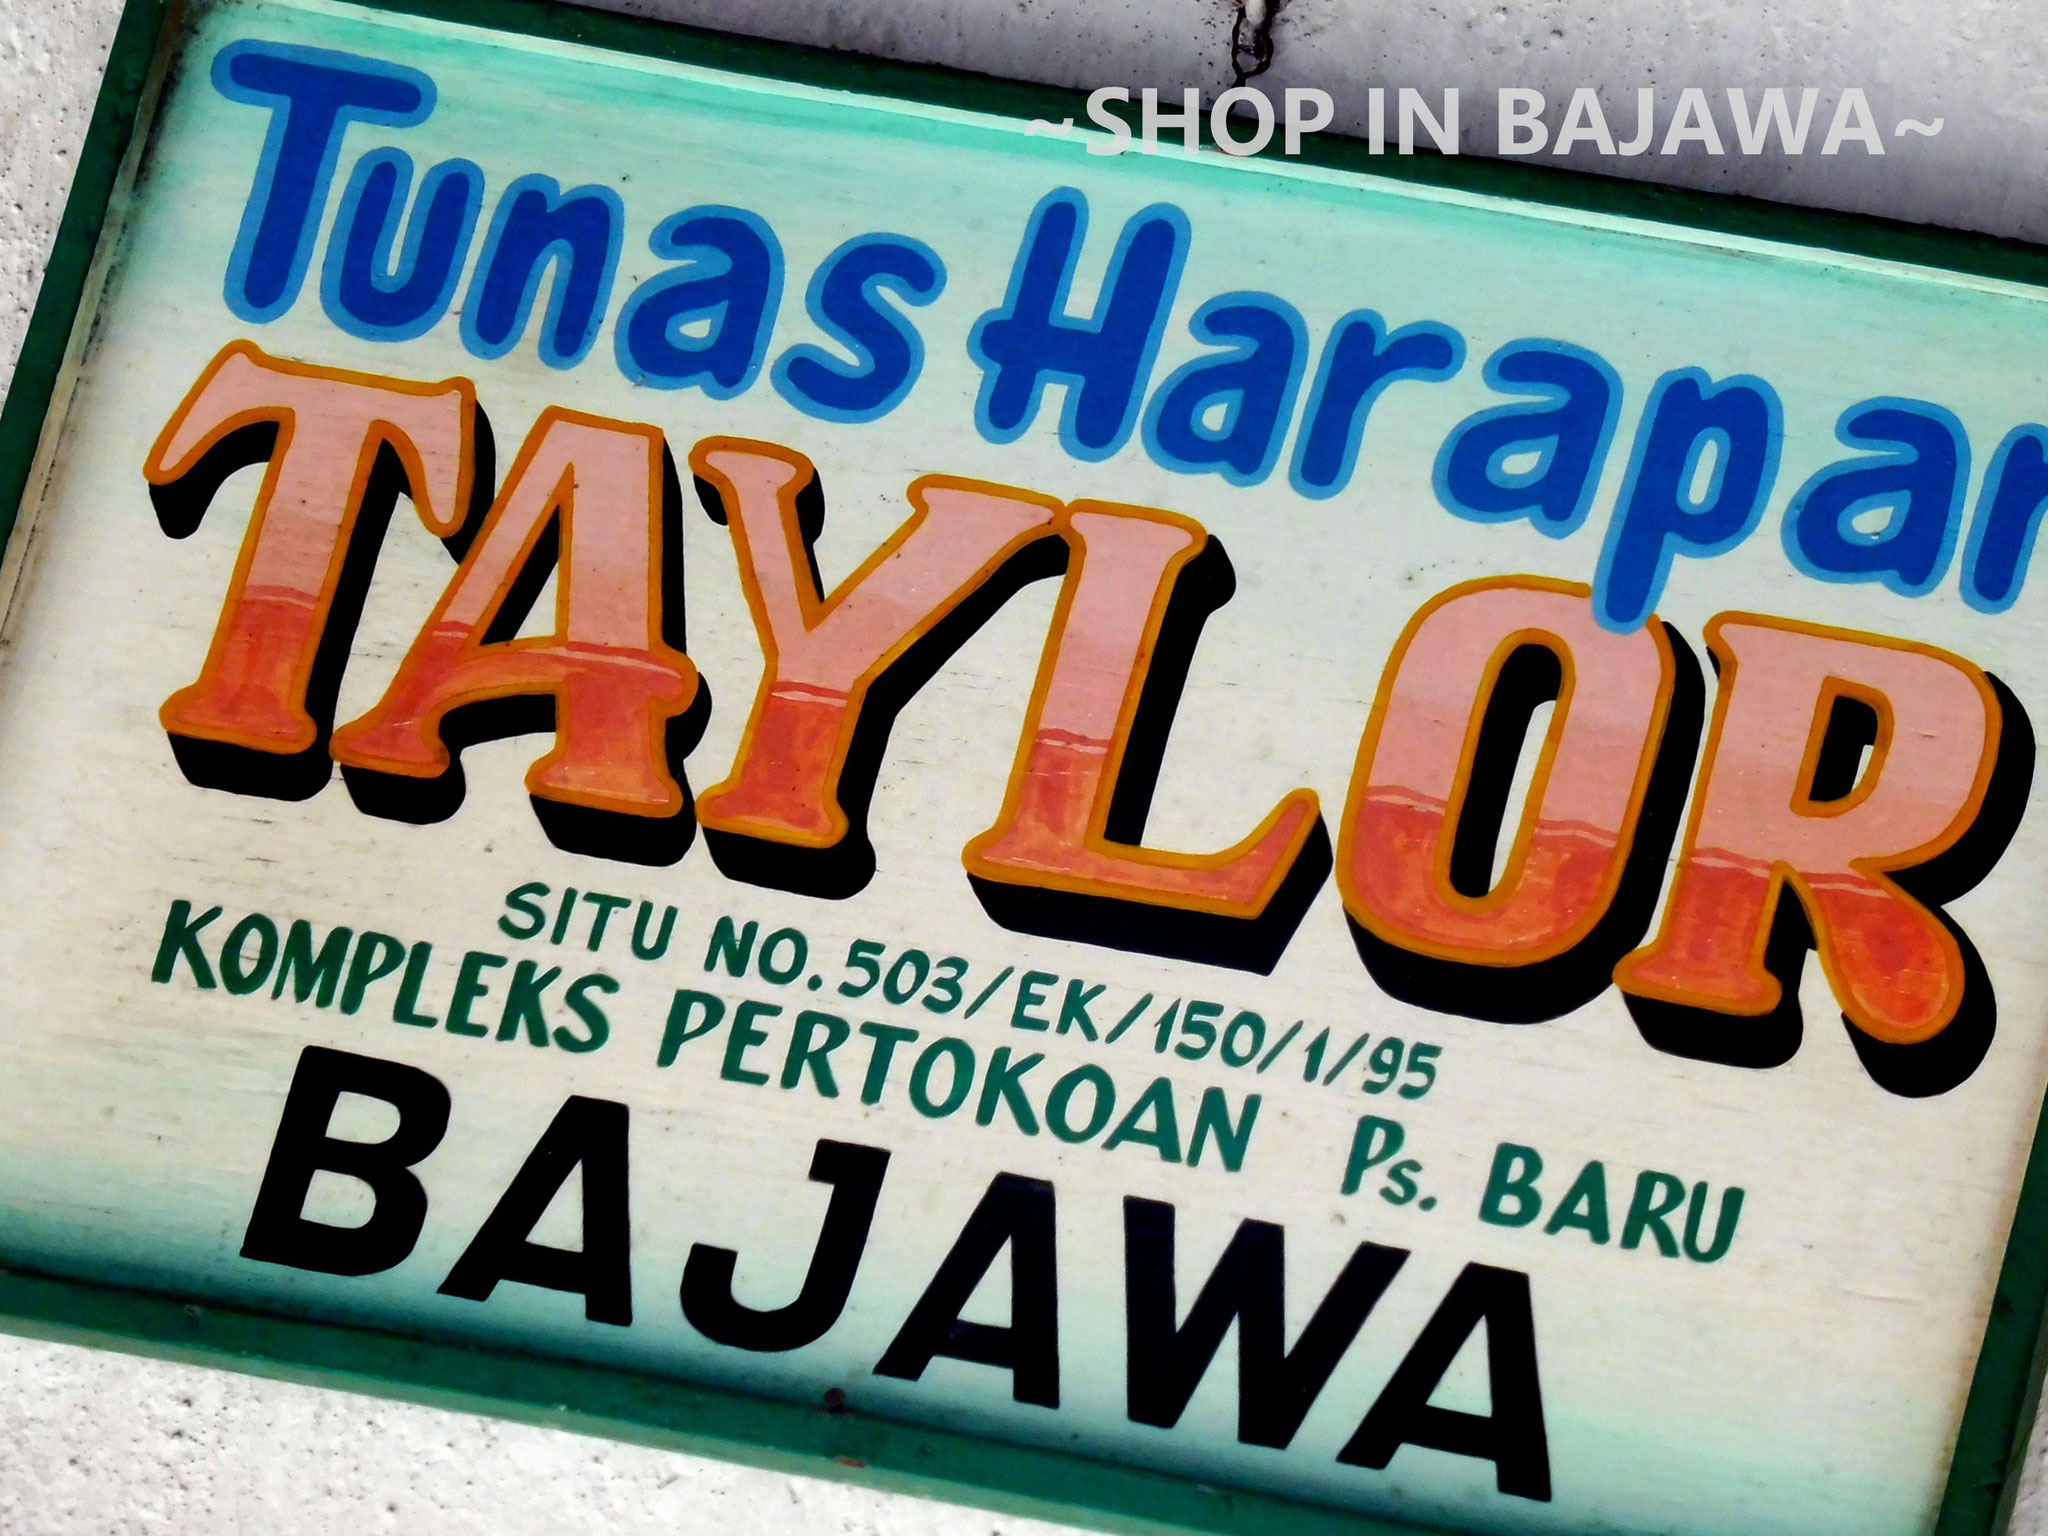 ~SHOP IN BAJAWA~
Tunas Harapan
TAYLOR
SITU NO. 503/EK/150/1/95
KOMPLEKS PERTOKOAN Ps. BARU
BAJAWA